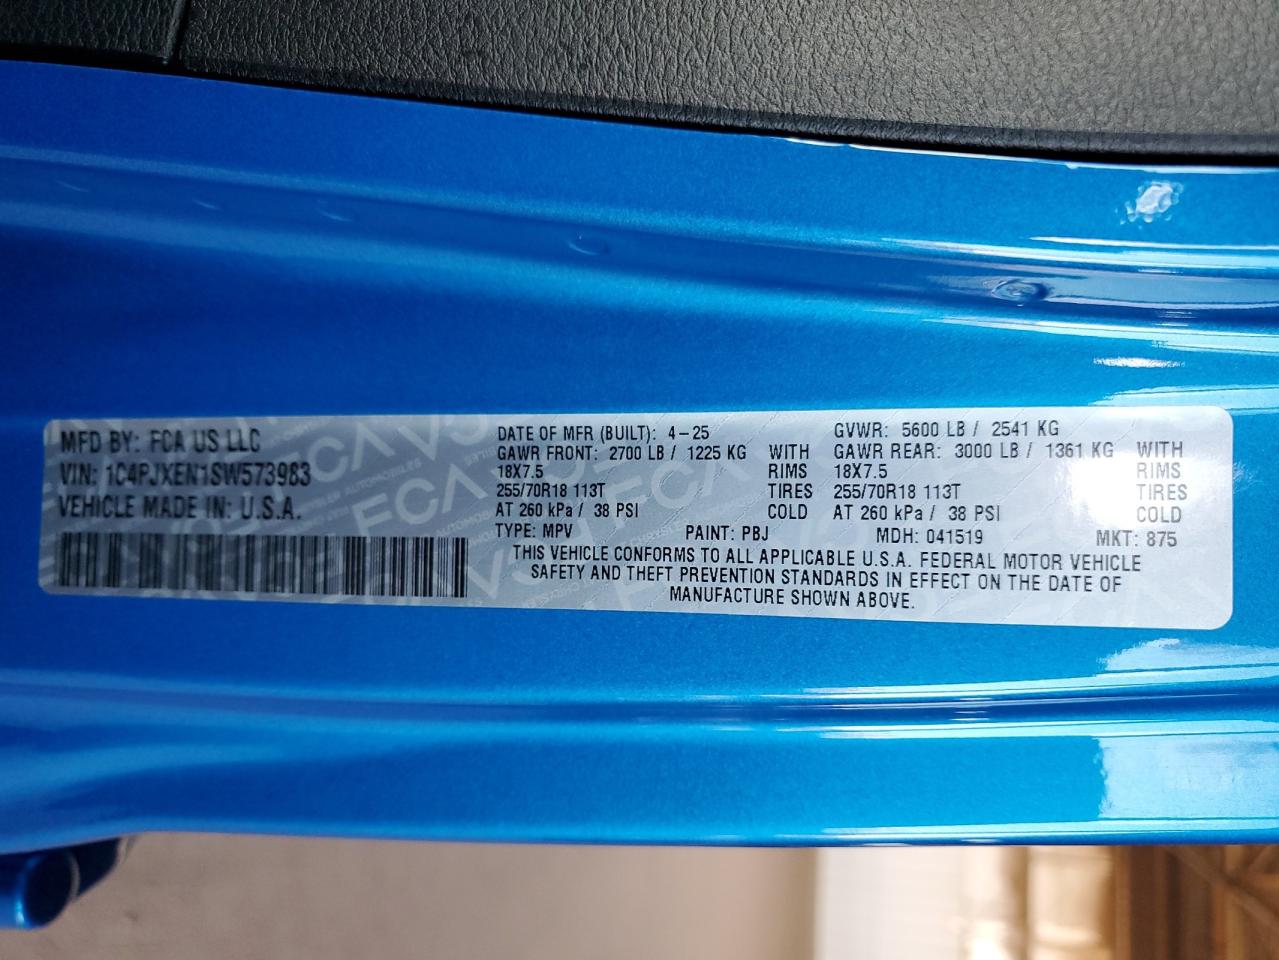 MFD BY: FCA US LLC
VIN: 1C4PJXEN1SW573983
VEHICLE MADE IN: U.S.A.
DATE OF MFR (BUILT): 4-25 GVWR: 5600 LB / 2541 KG
GAWR FRONT: 2700 LB / 1225 KG WITH GAWR REAR: 3000 LB / 1361 KG WITH
18X7.5 RIMS 18X7.5 RIMS
255/70R18 113T TIRES 255/70R18 113T TIRES
AT 260 kPa / 38 PSI COLD AT 260 kPa / 38 PSI COLD
TYPE: MPV PAINT: PBJ MDH: 041519 MKT: 875
THIS VEHICLE CONFORMS TO ALL APPLICABLE U.S.A. FEDERAL MOTOR VEHICLE
SAFETY AND THEFT PREVENTION STANDARDS IN EFFECT ON THE DATE OF
MANUFACTURE SHOWN ABOVE.